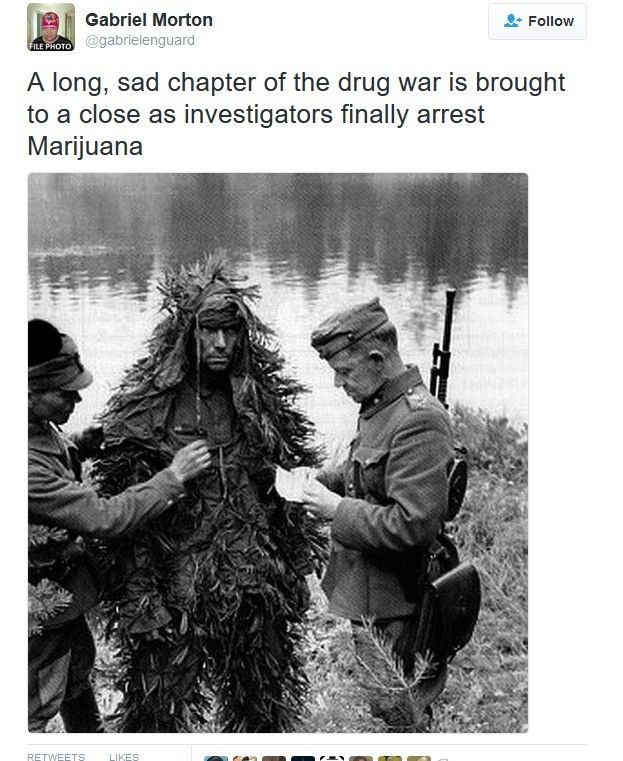 Gabriel Morton
@gabrielenguard
FILE PHOTO
Follow
A long, sad chapter of the drug war is brought
to a close as investigators finally arrest
Marijuana
RETWEETS LIKES